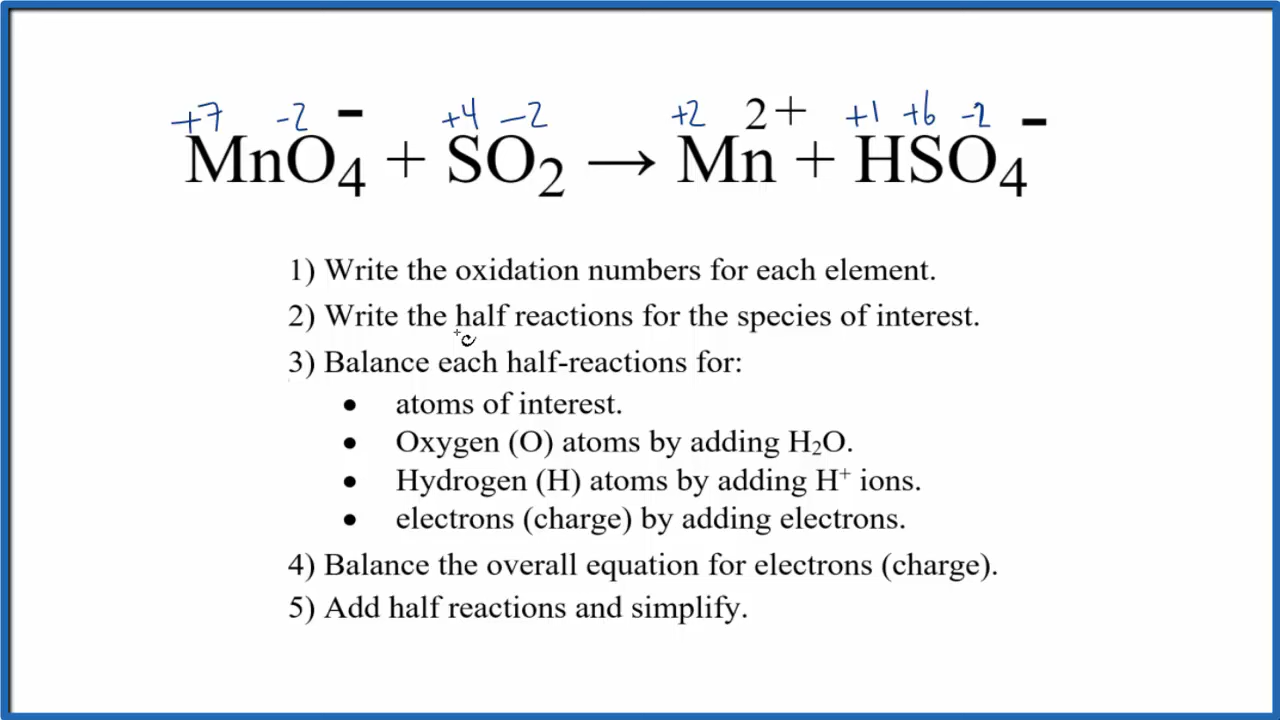 +7 -2 +4 -2 +2 +1 +6 -2
MnO₄⁻ + SO₂ → Mn²⁺ + HSO₄⁻
1) Write the oxidation numbers for each element.
2) Write the half reactions for the species of interest.
3) Balance each half-reactions for:
• atoms of interest.
• Oxygen (O) atoms by adding H₂O.
• Hydrogen (H) atoms by adding H⁺ ions.
• electrons (charge) by adding electrons.
4) Balance the overall equation for electrons (charge).
5) Add half reactions and simplify.